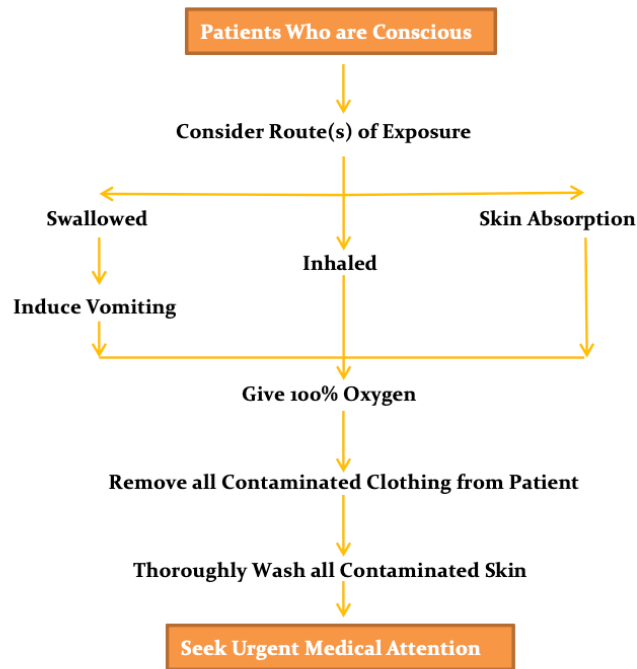 Patients Who are Conscious
Consider Route(s) of Exposure
Swallowed
Skin Absorption
Inhaled
Induce Vomiting
Give 100% Oxygen
Remove all Contaminated Clothing from Patient
Thoroughly Wash all Contaminated Skin
Seek Urgent Medical Attention